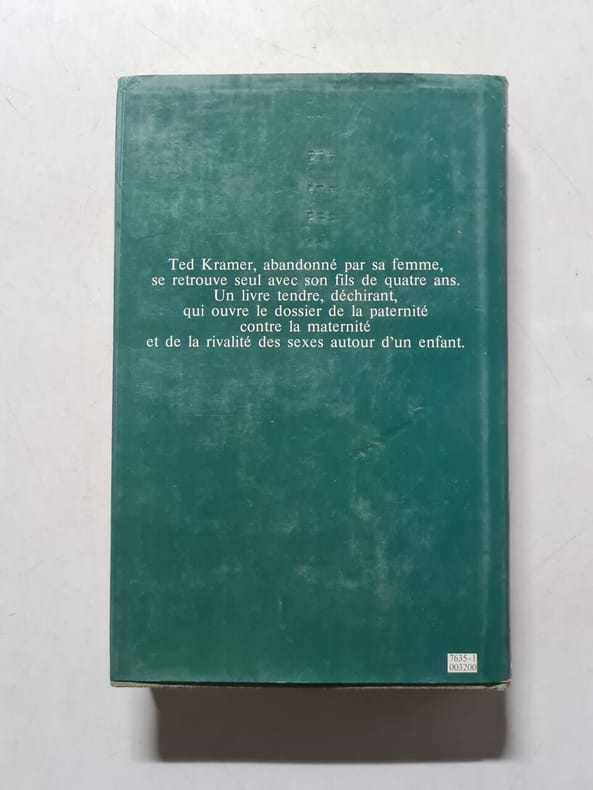 Ted Kramer, abandonné par sa femme,
se retrouve seul avec son fils de quatre ans.
Un livre tendre, déchirant,
qui ouvre le dossier de la paternité
contre la maternité
et de la rivalité des sexes autour d'un enfant.
7635-1
003200